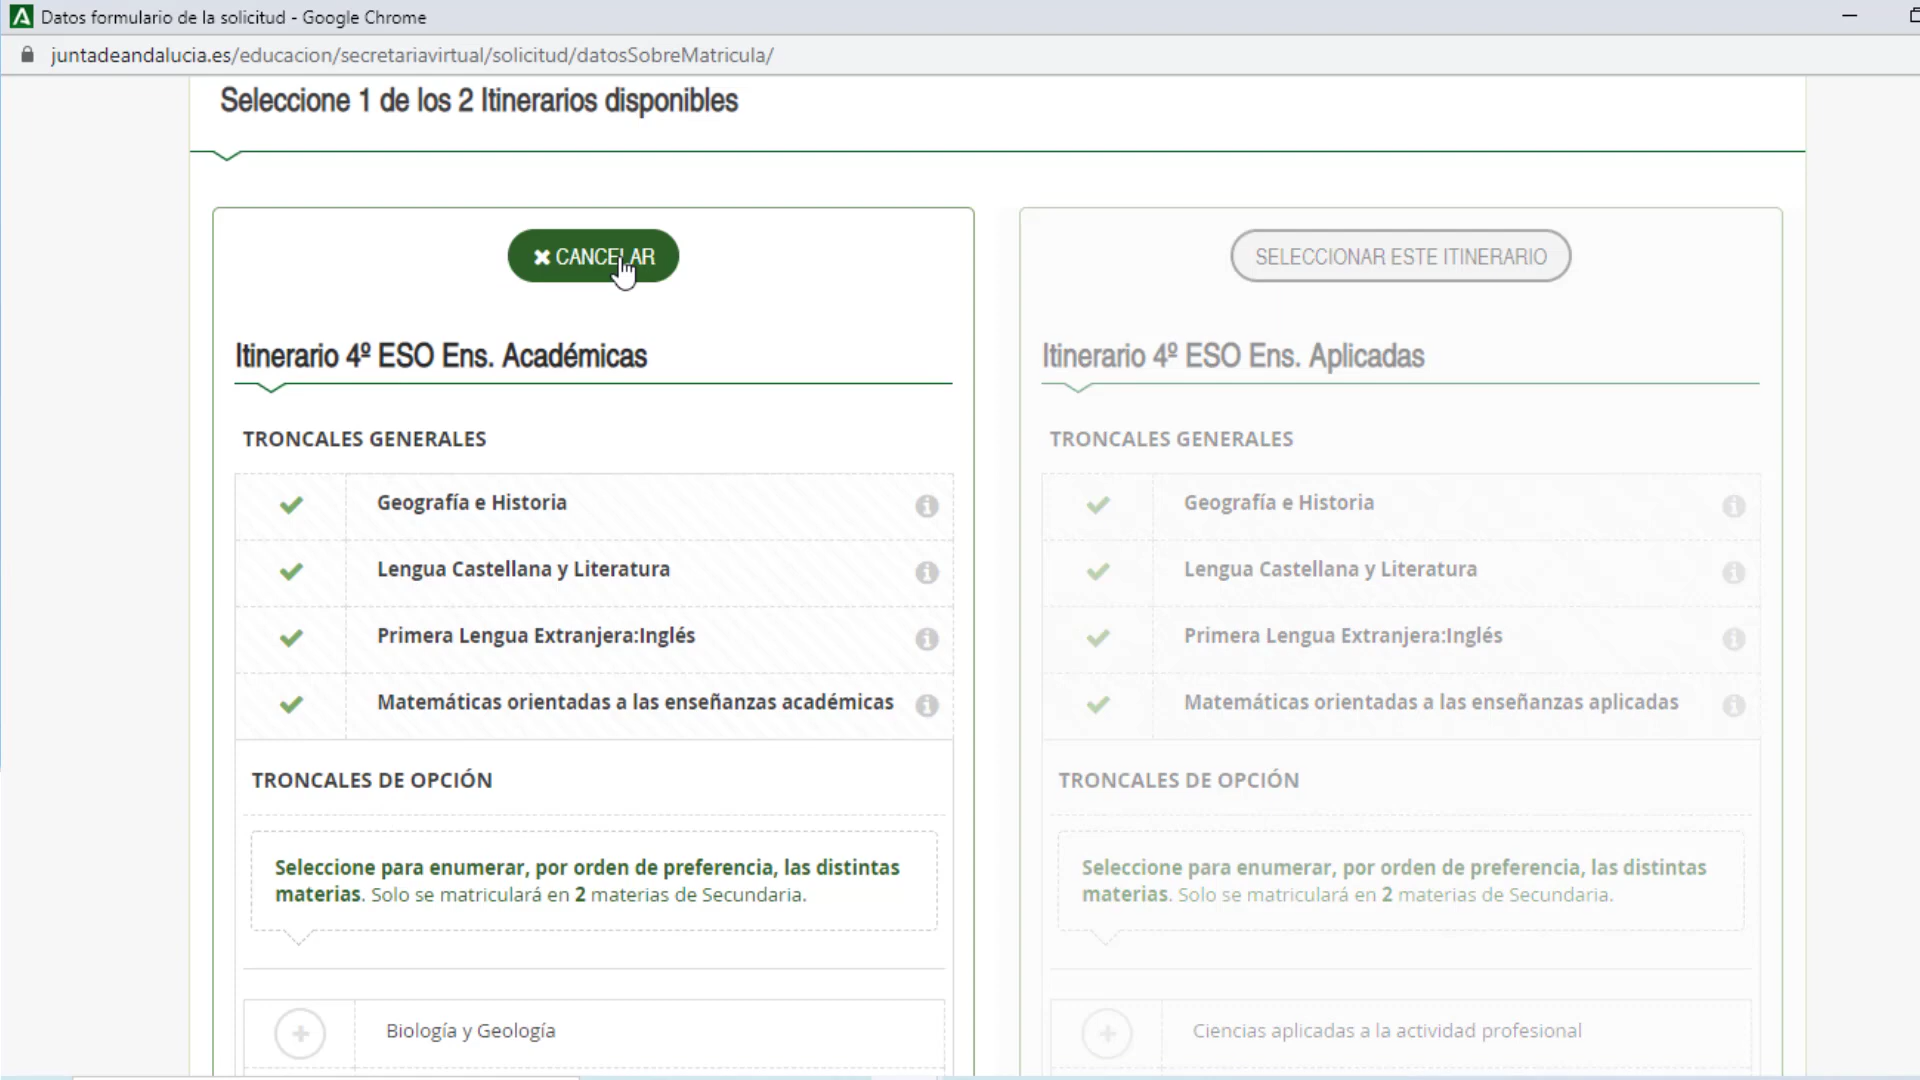 Datos formulario de la solicitud - Google Chrome
juntadeandalucia.es/educacion/secretariavirtual/solicitud/datosSobreMatricula/
Seleccione 1 de los 2 Itinerarios disponibles
CANCELAR
Itinerario 4º ESO Ens. Académicas
TRONCALES GENERALES
Geografía e Historia
Lengua Castellana y Literatura
Primera Lengua Extranjera:Inglés
Matemáticas orientadas a las enseñanzas académicas
TRONCALES DE OPCIÓN
Seleccione para enumerar, por orden de preferencia, las distintas
materias. Solo se matriculará en 2 materias de Secundaria.
Biología y Geología
SELECCIONAR ESTE ITINERARIO
Itinerario 4º ESO Ens. Aplicadas
TRONCALES GENERALES
Geografía e Historia
Lengua Castellana y Literatura
Primera Lengua Extranjera:Inglés
Matemáticas orientadas a las enseñanzas aplicadas
TRONCALES DE OPCIÓN
Seleccione para enumerar, por orden de preferencia, las distintas
materias. Solo se matriculará en 2 materias de Secundaria.
Ciencias aplicadas a la actividad profesional